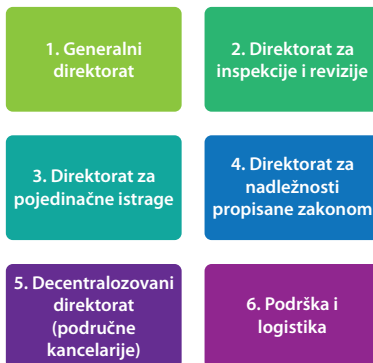 1. Generalni
direktorat
2. Direktorat za
inspekcije i revizije
3. Direktorat za
pojedinačne istrage
4. Direktorat za
nadležnosti
propisane zakonom
5. Decentralozovani
direktorat
(područne
kancelarije)
6. Podrška i
logistika